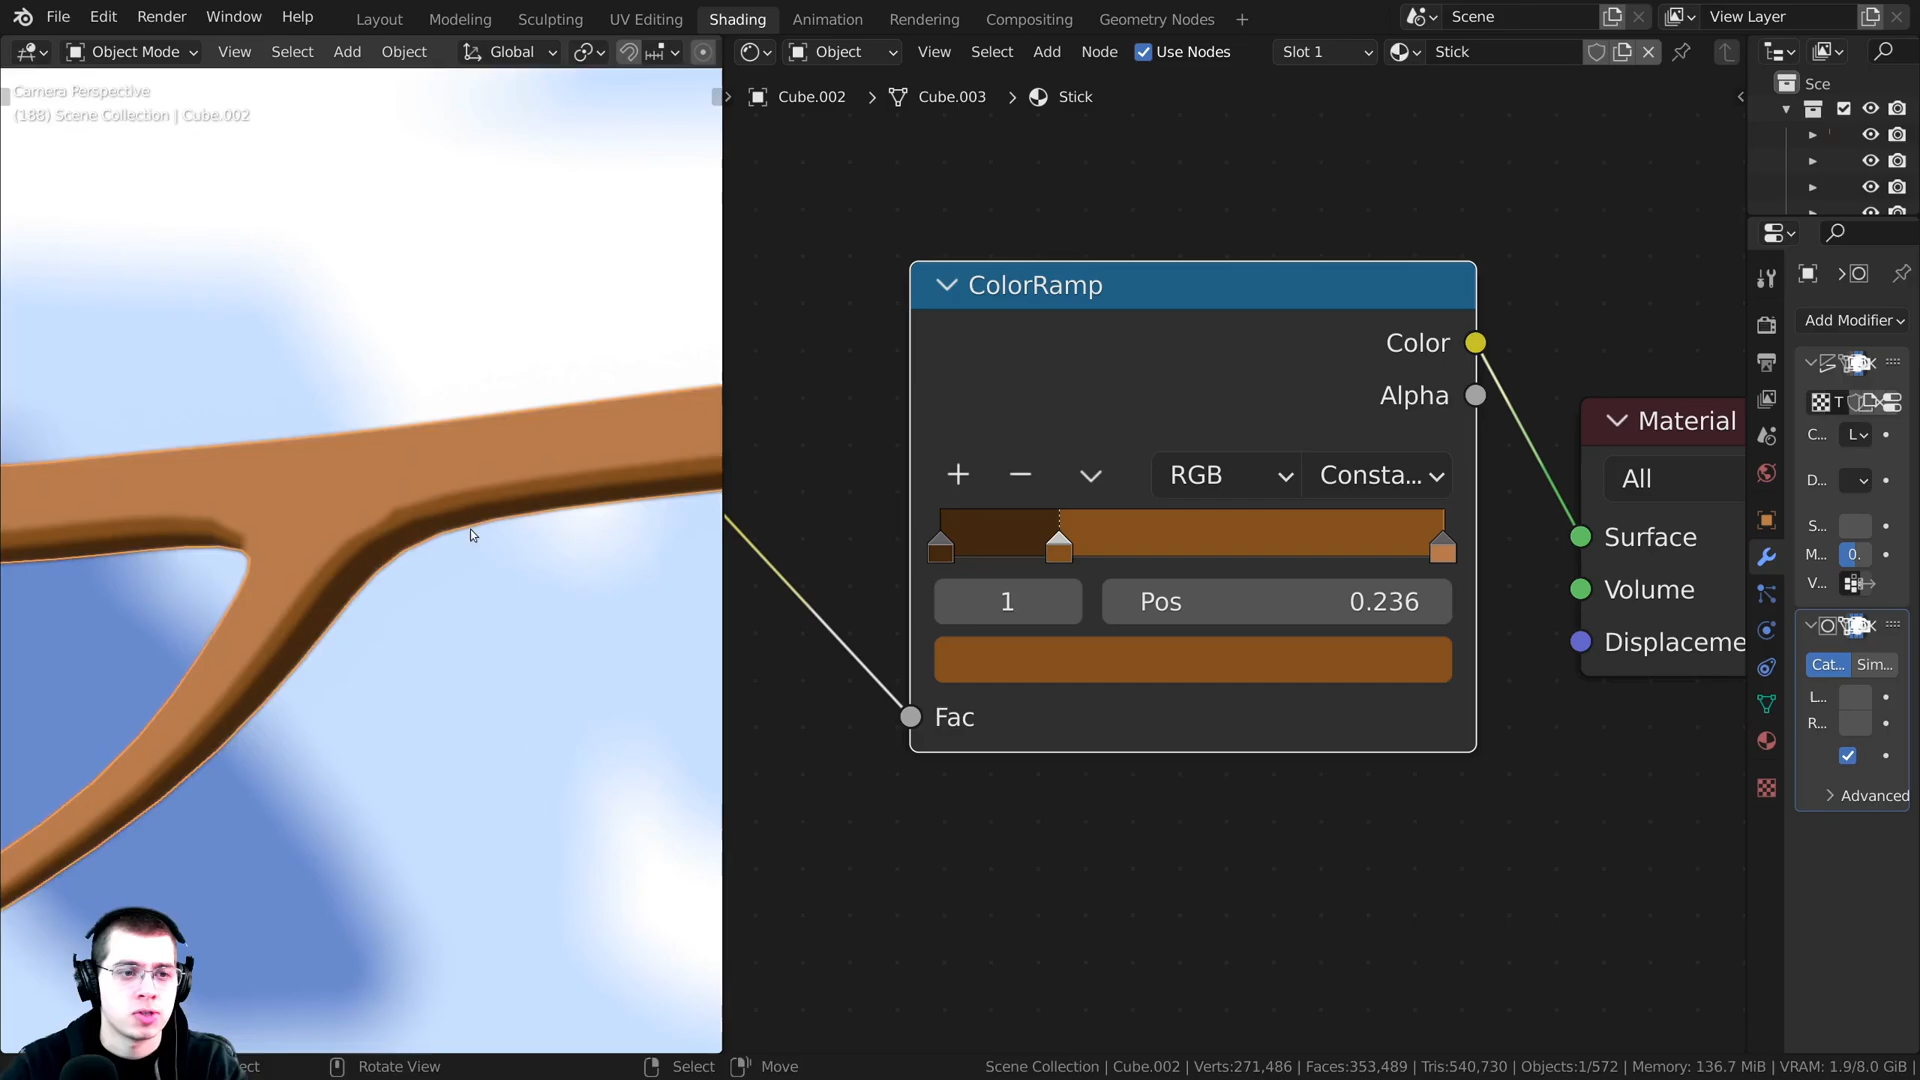 File Edit Render Window Help Layout Modeling Sculpting UV Editing Shading Animation Rendering Compositing Geometry Nodes + Scene View Layer
Object Mode View Select Add Object Global Object View Select Add Node Use Nodes Slot 1 Stick
Camera Perspective
(188) Scene Collection | Cube.002
Cube.002 > Cube.003 > Stick
Sce
ColorRamp
Color
Alpha
RGB Consta...
1 Pos 0.236
Fac
Material
All
Surface
Volume
Displaceme
Add Modifier
T
C... L
D...
S...
M... 0.
V...
Cat... Sim...
L...
R...
Advanced
Rotate View Select Move Scene Collection | Cube.002 | Verts:271,486 | Faces:353,489 | Tris:540,730 | Objects:1/572 | Memory: 136.7 MiB | VRAM: 1.9/8.0 GiB